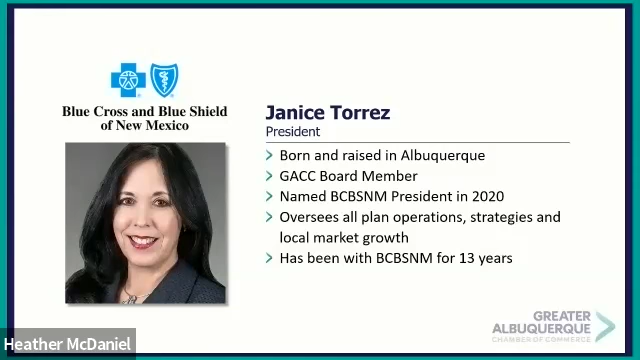 Blue Cross and Blue Shield
of New Mexico
Janice Torrez
President
Born and raised in Albuquerque
GACC Board Member
Named BCBSNM President in 2020
Oversees all plan operations, strategies and
local market growth
Has been with BCBSNM for 13 years
GREATER
ALBUQUERQUE
CHAMBER OF COMMERCE
Heather McDaniel